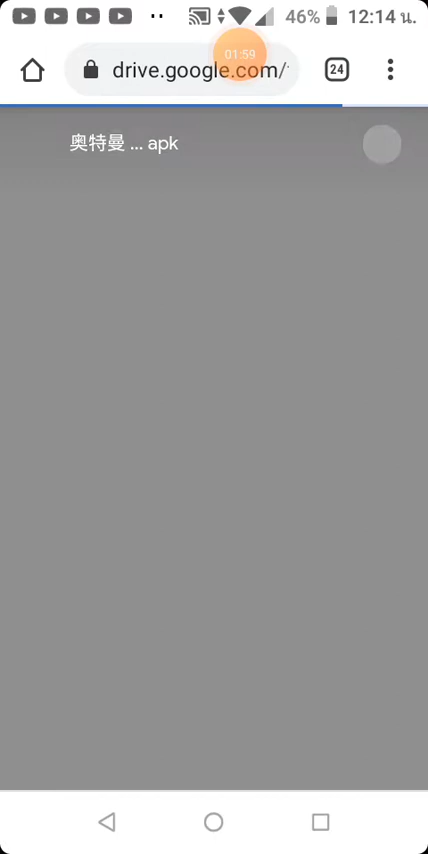 46% 12:14 น.
01:59
drive.google.com/
24
奥特曼 ... apk